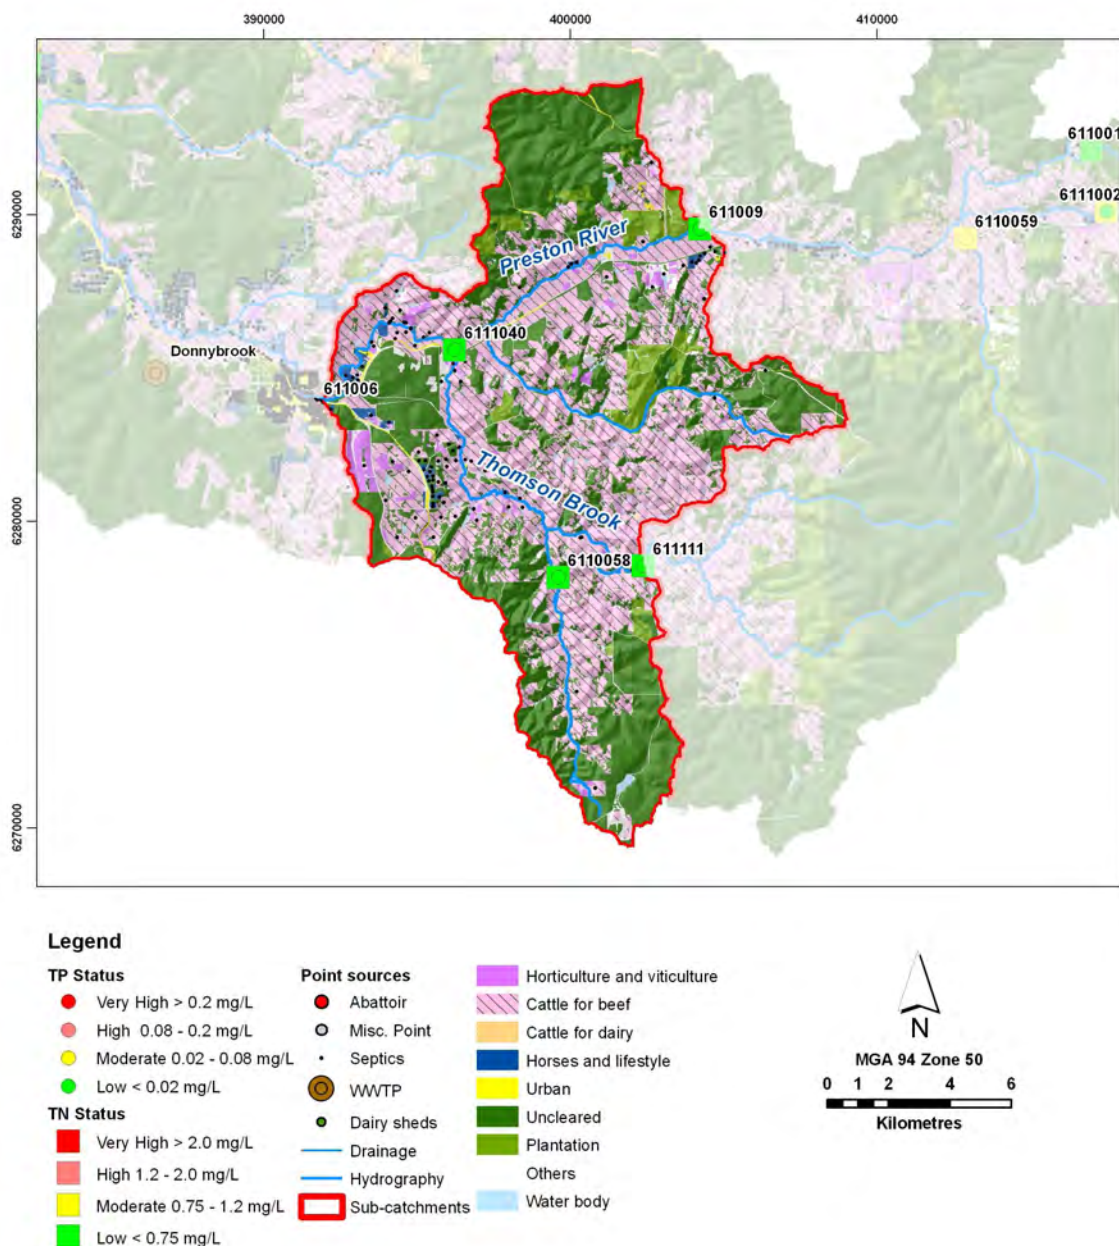 390000
400000
410000
6290000
6280000
6270000
611001
6111002
611009
6110059
Preston River
6111040
Donnybrook
611006
Thomson Brook
6110058
611111
Legend
TP Status
Very High > 0.2 mg/L
High 0.08 - 0.2 mg/L
Moderate 0.02 - 0.08 mg/L
Low < 0.02 mg/L
TN Status
Very High > 2.0 mg/L
High 1.2 - 2.0 mg/L
Moderate 0.75 - 1.2 mg/L
Low < 0.75 mg/L
Point sources
Abattoir
Misc. Point
Septics
WWTP
Dairy sheds
Drainage
Hydrography
Sub-catchments
Horticulture and viticulture
Cattle for beef
Cattle for dairy
Horses and lifestyle
Urban
Uncleared
Plantation
Others
Water body
N
MGA 94 Zone 50
0 1 2 4 6
Kilometres